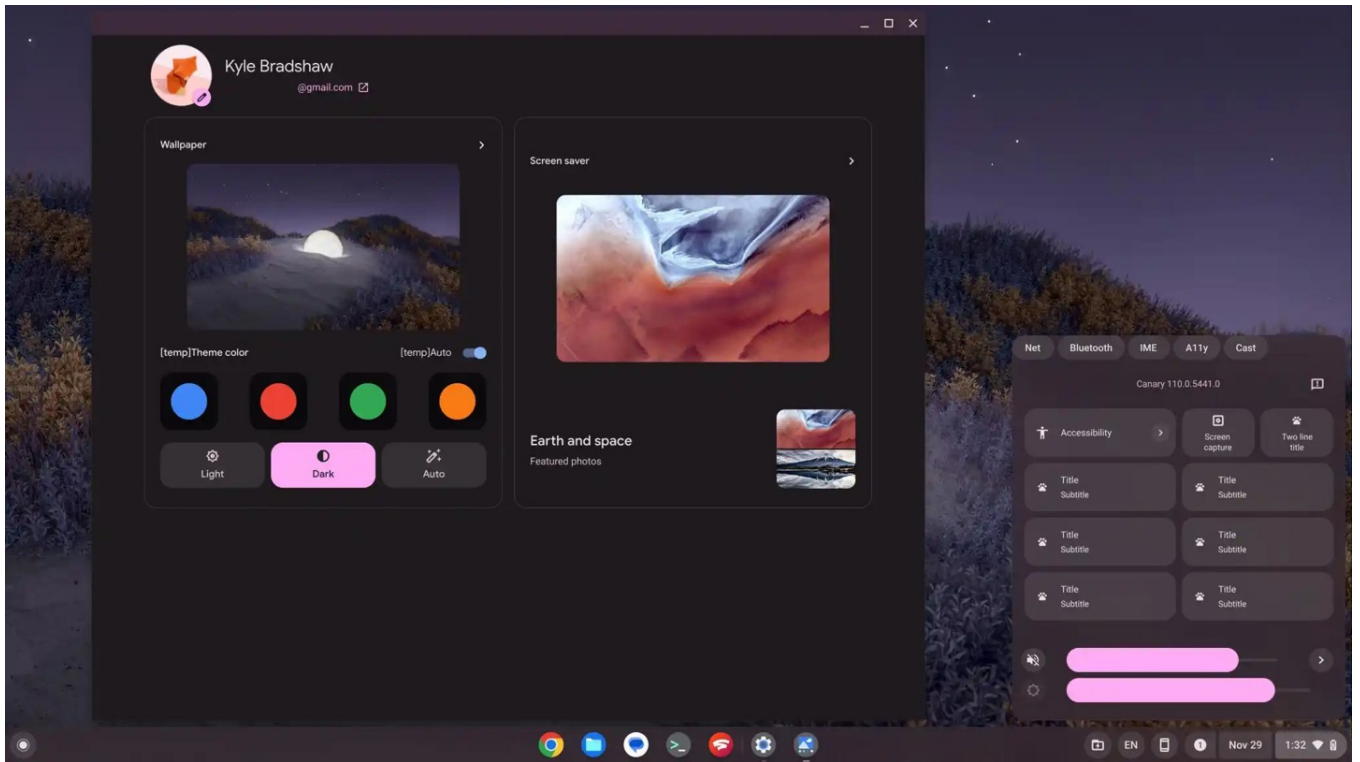 Kyle Bradshaw
@gmail.com
Wallpaper
[temp]Theme color
[temp]Auto
Light
Dark
Auto
Screen saver
Earth and space
Featured photos
Net
Bluetooth
IME
A11y
Cast
Canary 110.0.5441.0
Accessibility
Screen
capture
Two line
title
Title
Subtitle
Title
Subtitle
Title
Subtitle
Title
Subtitle
Title
Subtitle
Title
Subtitle
EN
1
Nov 29
1:32